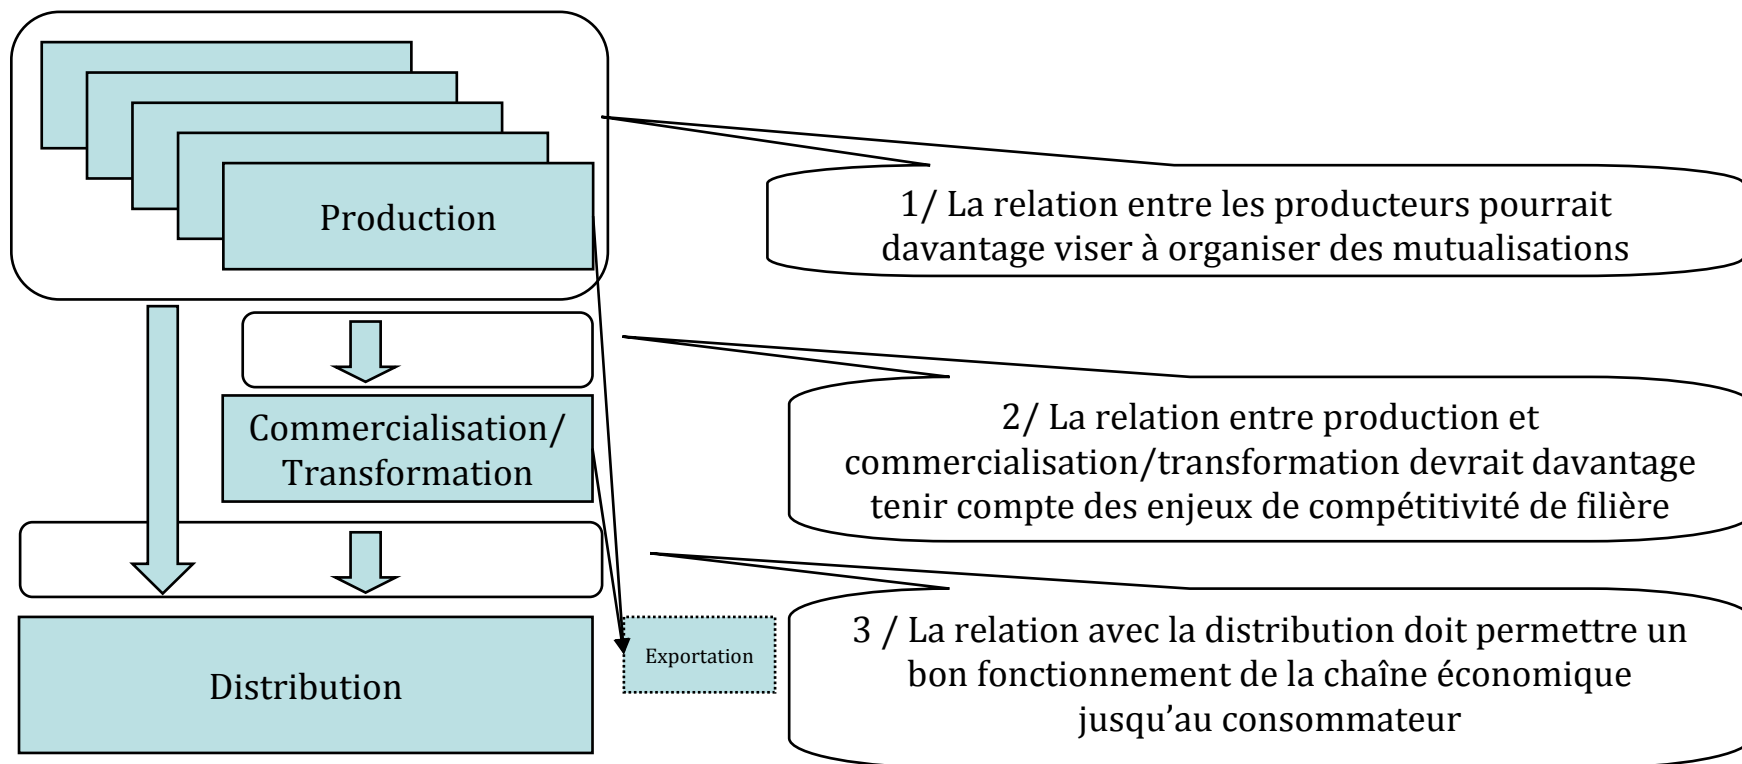 Production
1/ La relation entre les producteurs pourrait
davantage viser à organiser des mutualisations
Commercialisation/
Transformation
2/ La relation entre production et
commercialisation/transformation devrait davantage
tenir compte des enjeux de compétitivité de filière
Distribution
Exportation
3 / La relation avec la distribution doit permettre un
bon fonctionnement de la chaîne économique
jusqu’au consommateur